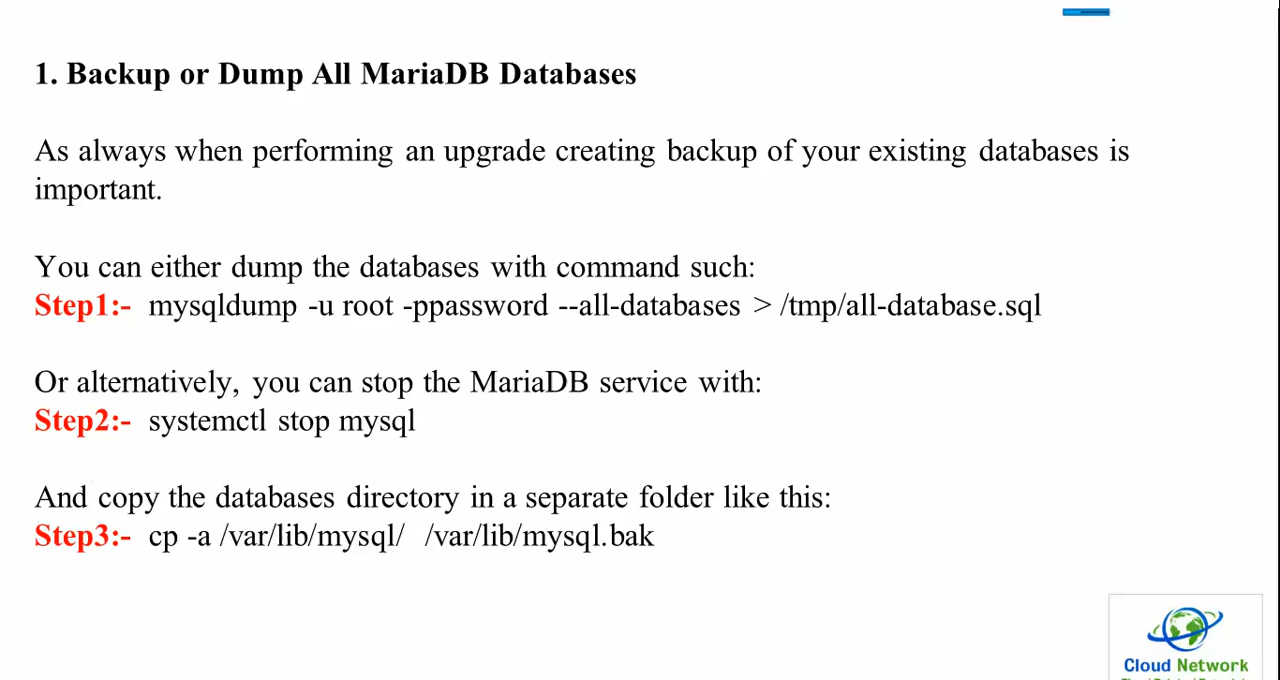 1. Backup or Dump All MariaDB Databases
As always when performing an upgrade creating backup of your existing databases is
important.
You can either dump the databases with command such:
Step1:- mysqldump -u root -ppassword --all-databases > /tmp/all-database.sql
Or alternatively, you can stop the MariaDB service with:
Step2:- systemctl stop mysql
And copy the databases directory in a separate folder like this:
Step3:- cp -a /var/lib/mysql/ /var/lib/mysql.bak
Cloud Network